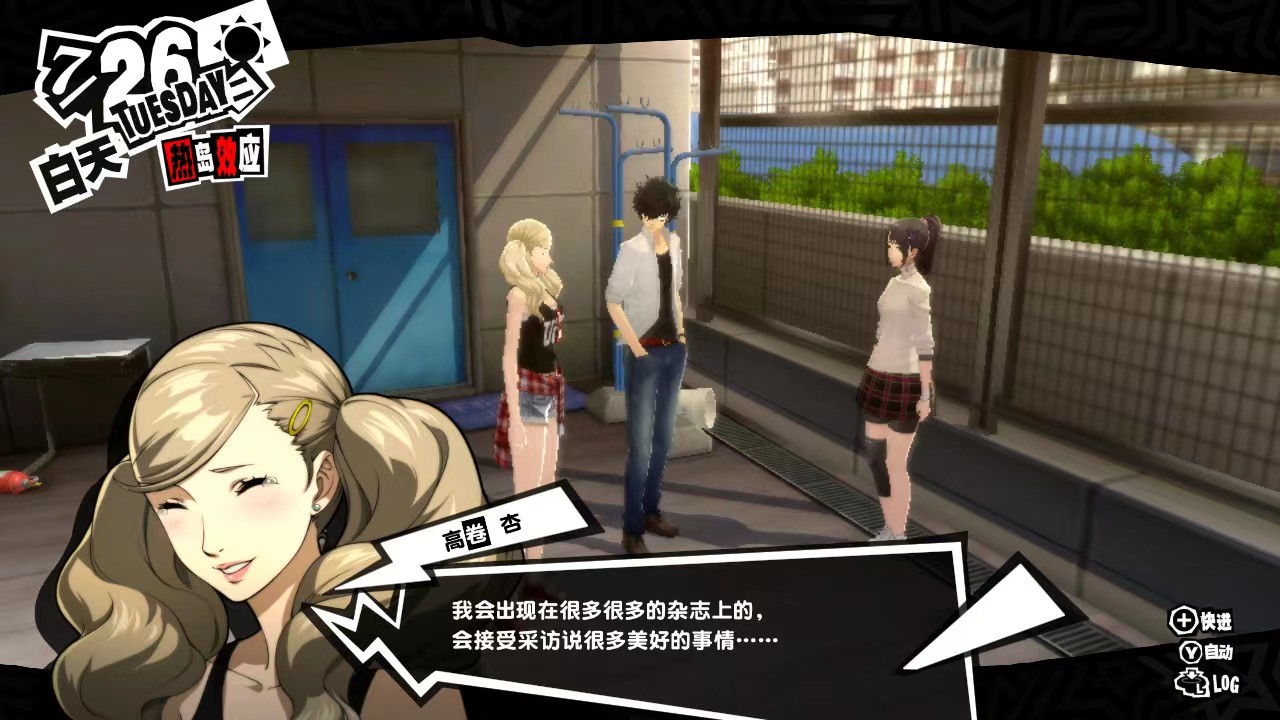 7/26
TUESDAY
白天
热岛效应
高卷 杏
我会出现在很多很多的杂志上的，
会接受采访说很多美好的事情……
+快进
Y自动
L LOG